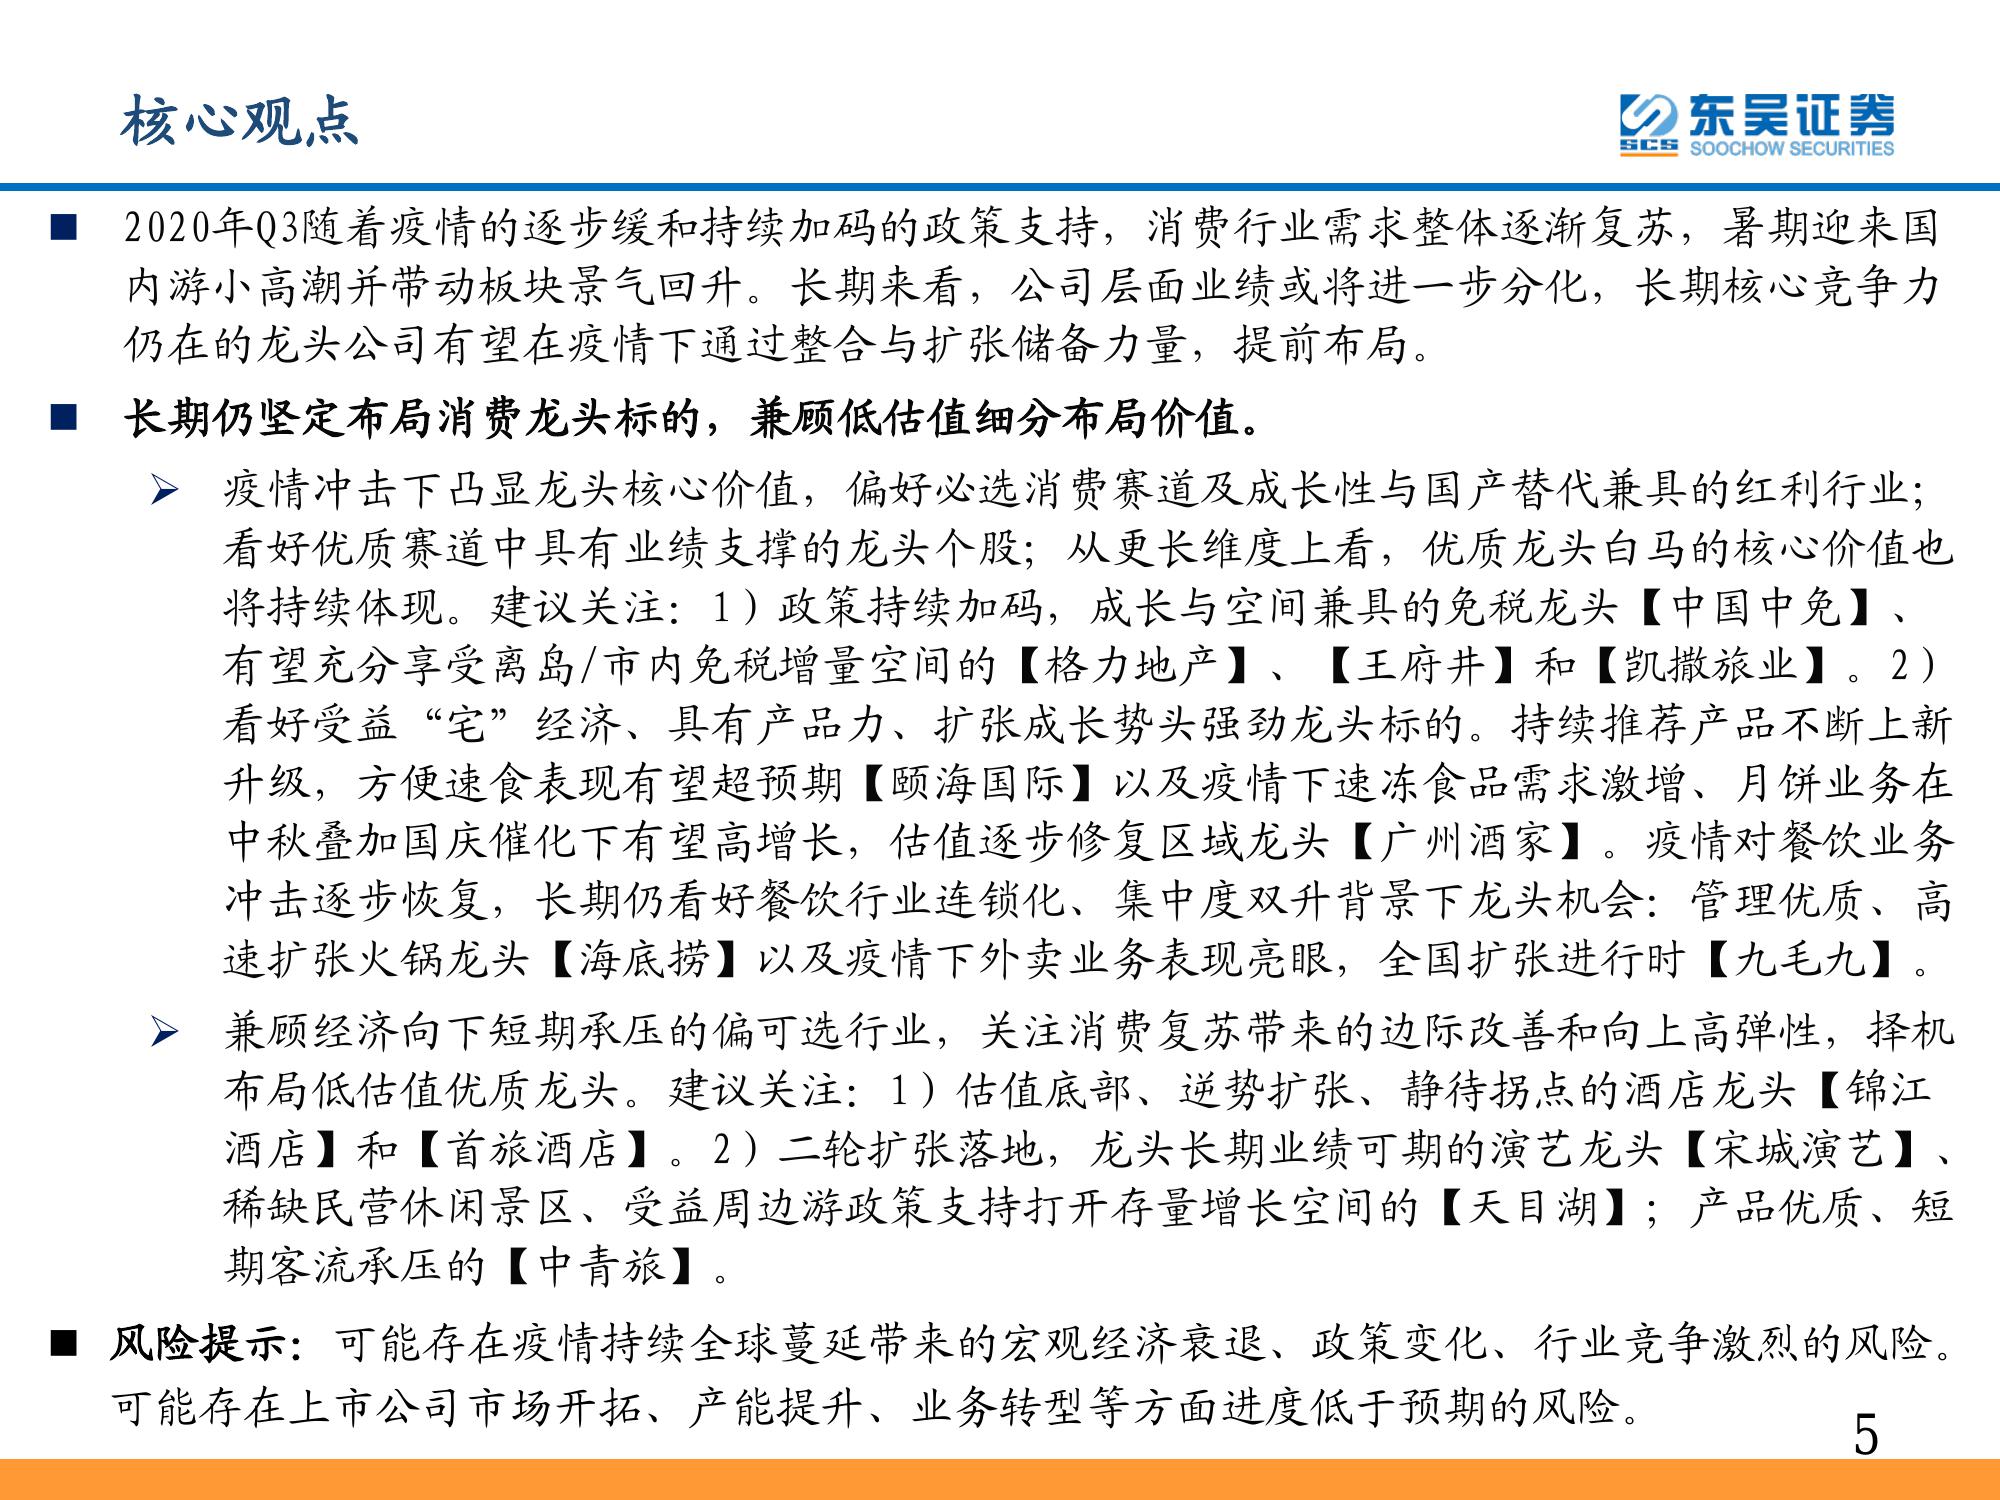 核心观点
东吴证券
SCS
SOOCHOW SECURITIES
2020年Q3随着疫情的逐步缓和持续加码的政策支持，消费行业需求整体逐渐复苏，暑期迎来国
内游小高潮并带动板块景气回升。长期来看，公司层面业绩或将进一步分化，长期核心竞争力
仍在的龙头公司有望在疫情下通过整合与扩张储备力量，提前布局。
长期仍坚定布局消费龙头标的，兼顾低估值细分布局价值。
疫情冲击下凸显龙头核心价值，偏好必选消费赛道及成长性与国产替代兼具的红利行业；
看好优质赛道中具有业绩支撑的龙头个股；从更长维度上看，优质龙头白马的核心价值也
将持续体现。建议关注：1）政策持续加码，成长与空间兼具的免税龙头【中国中免】、
有望充分享受离岛/市内免税增量空间的【格力地产】、【王府井】和【凯撒旅业】。2）
看好受益“宅”经济、具有产品力、扩张成长势头强劲龙头标的。持续推荐产品不断上新
升级，方便速食表现有望超预期【颐海国际】以及疫情下速冻食品需求激增、月饼业务在
中秋叠加国庆催化下有望高增长，估值逐步修复区域龙头【广州酒家】。疫情对餐饮业务
冲击逐步恢复，长期仍看好餐饮行业连锁化、集中度双升背景下龙头机会：管理优质、高
速扩张火锅龙头【海底捞】以及疫情下外卖业务表现亮眼，全国扩张进行时【九毛九】。
兼顾经济向下短期承压的偏可选行业，关注消费复苏带来的边际改善和向上高弹性，择机
布局低估值优质龙头。建议关注：1）估值底部、逆势扩张、静待拐点的酒店龙头【锦江
酒店】和【首旅酒店】。2）二轮扩张落地，龙头长期业绩可期的演艺龙头【宋城演艺】、
稀缺民营休闲景区、受益周边游政策支持打开存量增长空间的【天目湖】；产品优质、短
期客流承压的【中青旅】。
风险提示：可能存在疫情持续全球蔓延带来的宏观经济衰退、政策变化、行业竞争激烈的风险。
可能存在上市公司市场开拓、产能提升、业务转型等方面进度低于预期的风险。
5